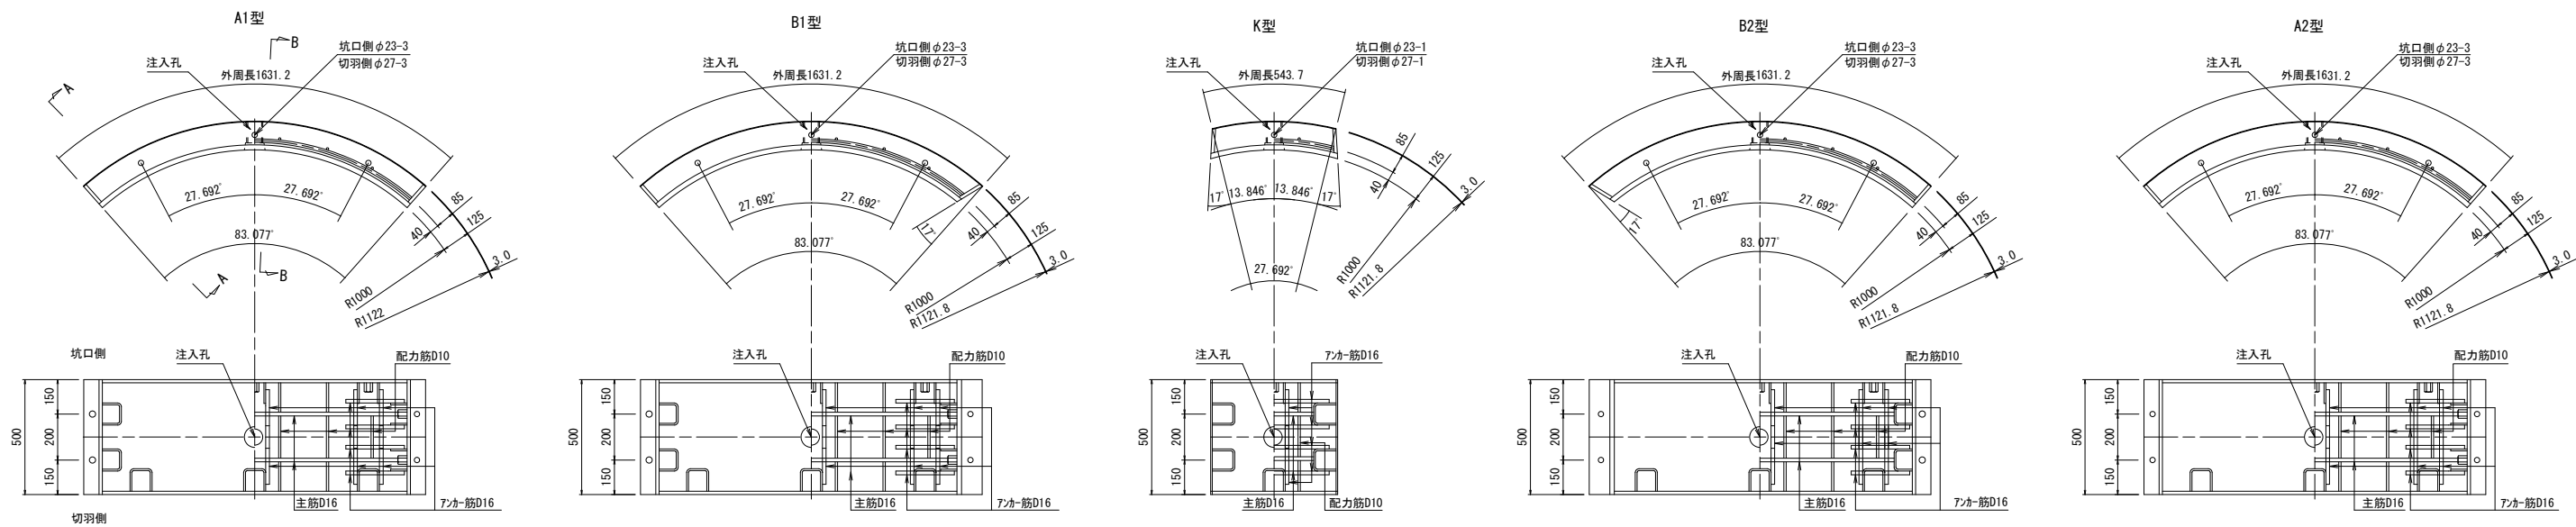 A1型
B
坑口側φ23-3
切羽側φ27-3
注入孔
外周長1631.2
A
27.692°
27.692°
83.077°
85
125
40
3.0
R1000
R1122
A
B
坑口側
注入孔
配力筋D10
500
150
200
150
主筋D16
アンカー筋D16
切羽側
B1型
坑口側φ23-3
切羽側φ27-3
注入孔
外周長1631.2
27.692°
27.692°
17°
83.077°
85
125
40
3.0
R1000
R1121.8
注入孔
配力筋D10
500
150
200
150
主筋D16
アンカー筋D16
K型
坑口側φ23-1
切羽側φ27-1
注入孔
外周長543.7
85
125
40
3.0
17°
13.846°
13.846°
17°
27.692°
R1000
R1121.8
注入孔
アンカー筋D16
500
150
200
150
主筋D16
配力筋D10
B2型
坑口側φ23-3
切羽側φ27-3
注入孔
外周長1631.2
27.692°
27.692°
17°
83.077°
85
125
40
3.0
R1000
R1121.8
注入孔
配力筋D10
500
150
200
150
主筋D16
アンカー筋D16
A2型
坑口側φ23-3
切羽側φ27-3
注入孔
外周長1631.2
27.692°
27.692°
83.077°
85
125
40
3.0
R1000
R1121.8
注入孔
配力筋D10
500
150
200
150
主筋D16
アンカー筋D16